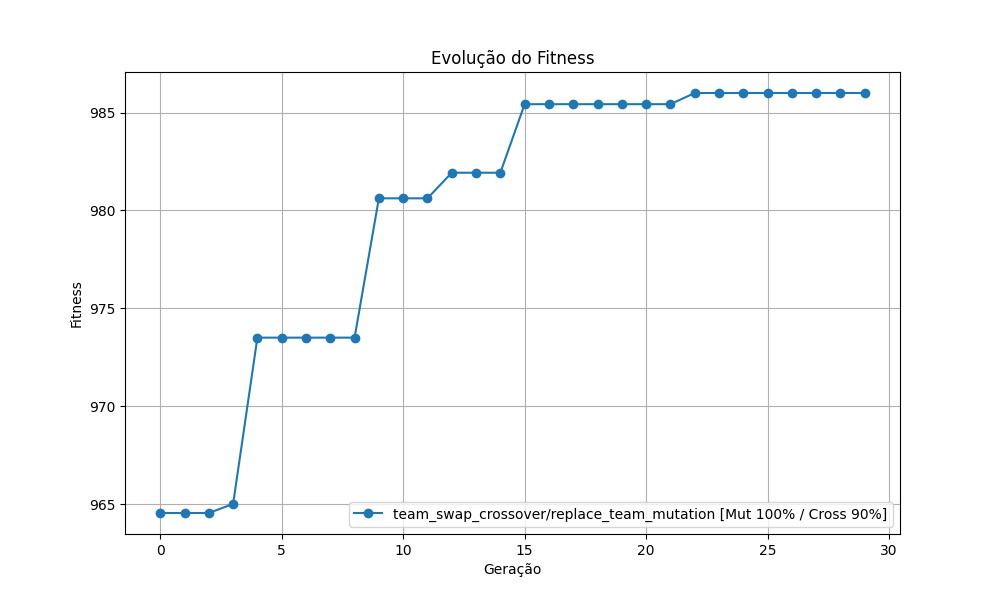 Evolução do Fitness
Fitness
985
980
975
970
965
team_swap_crossover/replace_team_mutation [Mut 100% / Cross 90%]
0 5 10 15 20 25 30
Geração